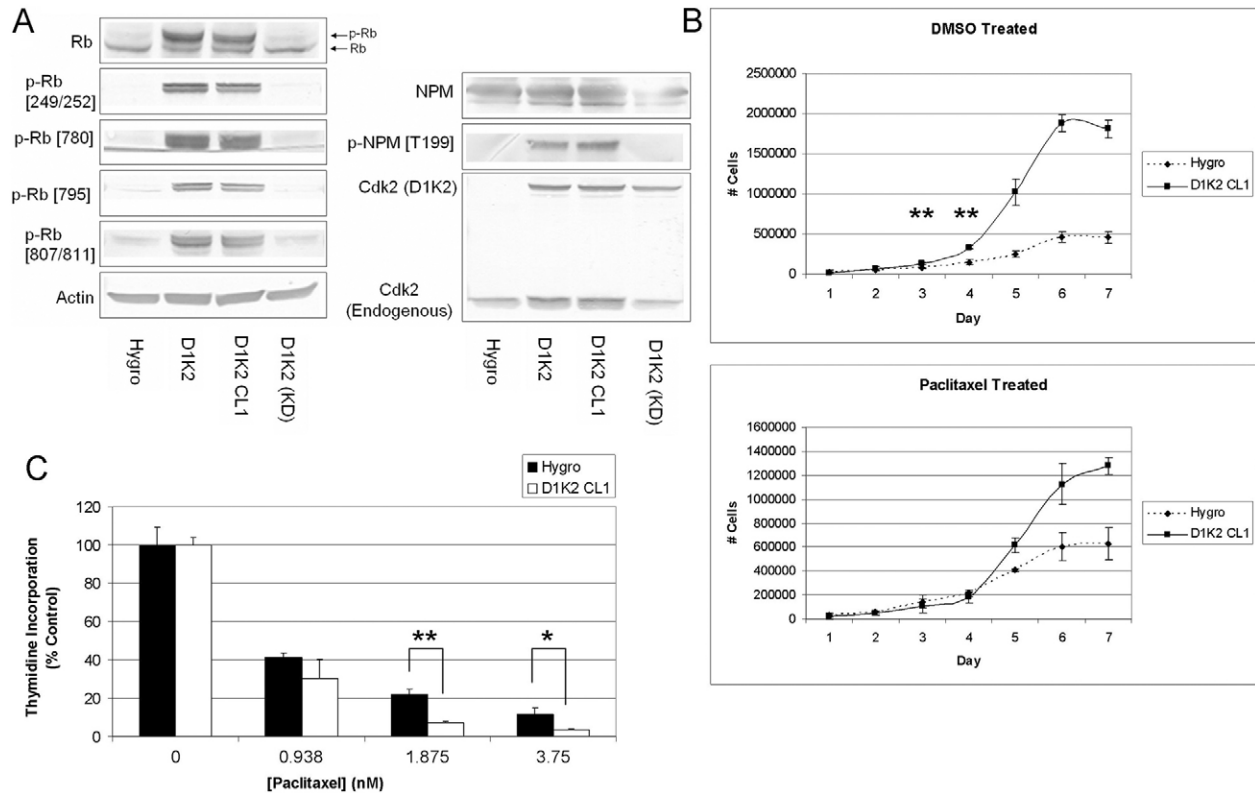 A
Rb
p-Rb
Rb
p-Rb
[249/252]
p-Rb [780]
p-Rb [795]
p-Rb
[807/811]
Actin
Hygro
D1K2
D1K2 CL1
D1K2 (KD)
NPM
p-NPM [T199]
Cdk2 (D1K2)
Cdk2
(Endogenous)
Hygro
D1K2
D1K2 CL1
D1K2 (KD)
B
DMSO Treated
# Cells
2500000
2000000
1500000
1000000
500000
0
** **
1 2 3 4 5 6 7
Day
Hygro
D1K2 CL1
Paclitaxel Treated
# Cells
1600000
1400000
1200000
1000000
800000
600000
400000
200000
0
1 2 3 4 5 6 7
Day
Hygro
D1K2 CL1
C
Hygro
D1K2 CL1
Thymidine Incorporation
(% Control)
120
100
80
60
40
20
0
** *
0 0.938 1.875 3.75
[Paclitaxel] (nM)